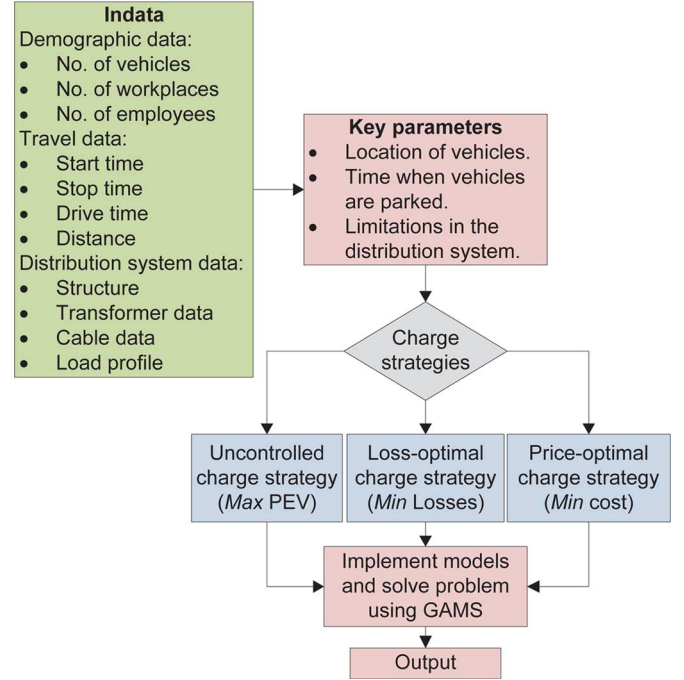 Indata
Demographic data:
• No. of vehicles
• No. of workplaces
• No. of employees
Travel data:
• Start time
• Stop time
• Drive time
• Distance
Distribution system data:
• Structure
• Transformer data
• Cable data
• Load profile
Key parameters
• Location of vehicles.
• Time when vehicles
are parked.
• Limitations in the
distribution system.
Charge
strategies
Uncontrolled
charge strategy
(Max PEV)
Loss-optimal
charge strategy
(Min Losses)
Price-optimal
charge strategy
(Min cost)
Implement models
and solve problem
using GAMS
Output